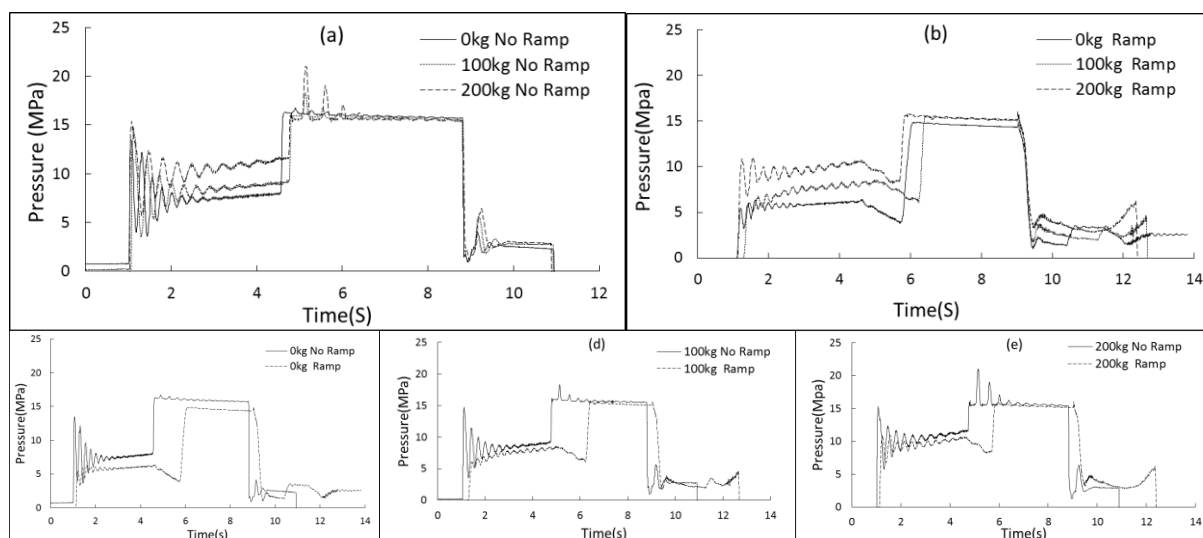 (a)
0kg No Ramp
100kg No Ramp
200kg No Ramp
25
20
15
10
5
0
Pressure (MPa)
0 2 4 6 8 10 12
Time(S)
(b)
0kg Ramp
100kg Ramp
200kg Ramp
25
20
15
10
5
0
Pressure(Mpa)
0 2 4 6 8 10 12 14
Time(S)
0kg No Ramp
0kg Ramp
25
20
15
10
5
0
Pressure(MPa)
0 2 4 6 8 10 12 14
Time(s)
(d)
100kg No Ramp
100kg Ramp
25
20
15
10
5
0
Pressure(MPa)
0 2 4 6 8 10 12 14
Time(s)
(e)
200kg No Ramp
200kg Ramp
25
20
15
10
5
0
Pressure(Mpa)
0 2 4 6 8 10 12 14
Time(s)